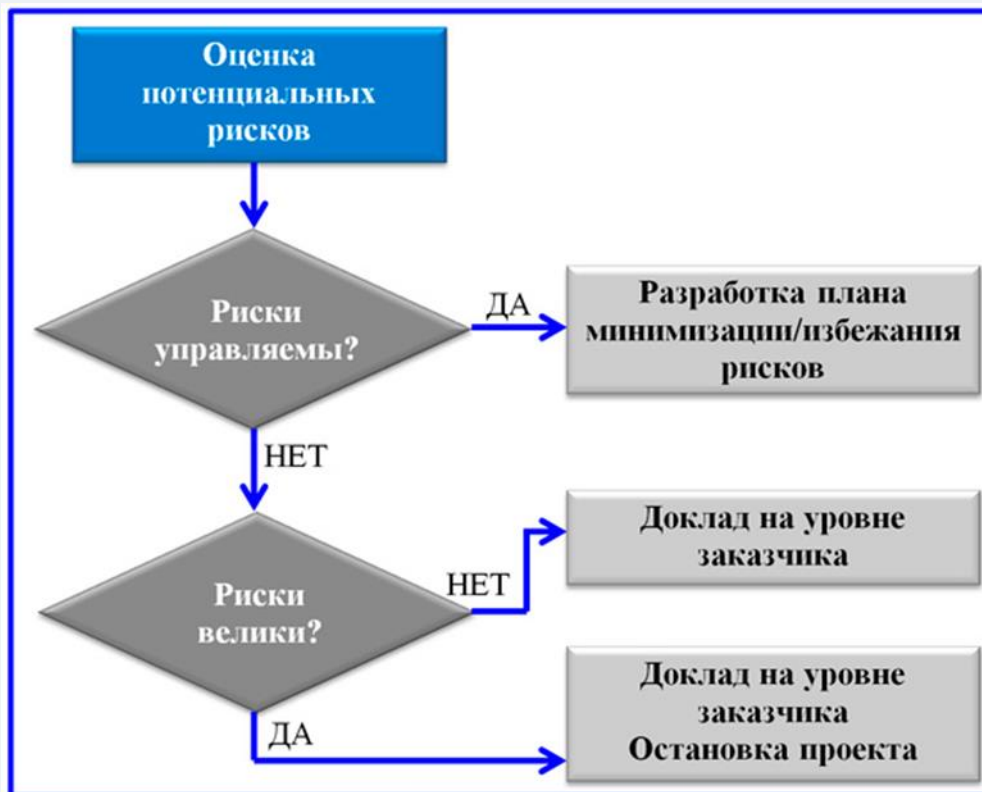 Оценка
потенциальных
рисков
Риски
управляемы?
ДА
Разработка плана
минимизации/избежания
рисков
НЕТ
Риски
велики?
НЕТ
Доклад на уровне
заказчика
ДА
Доклад на уровне
заказчика
Остановка проекта